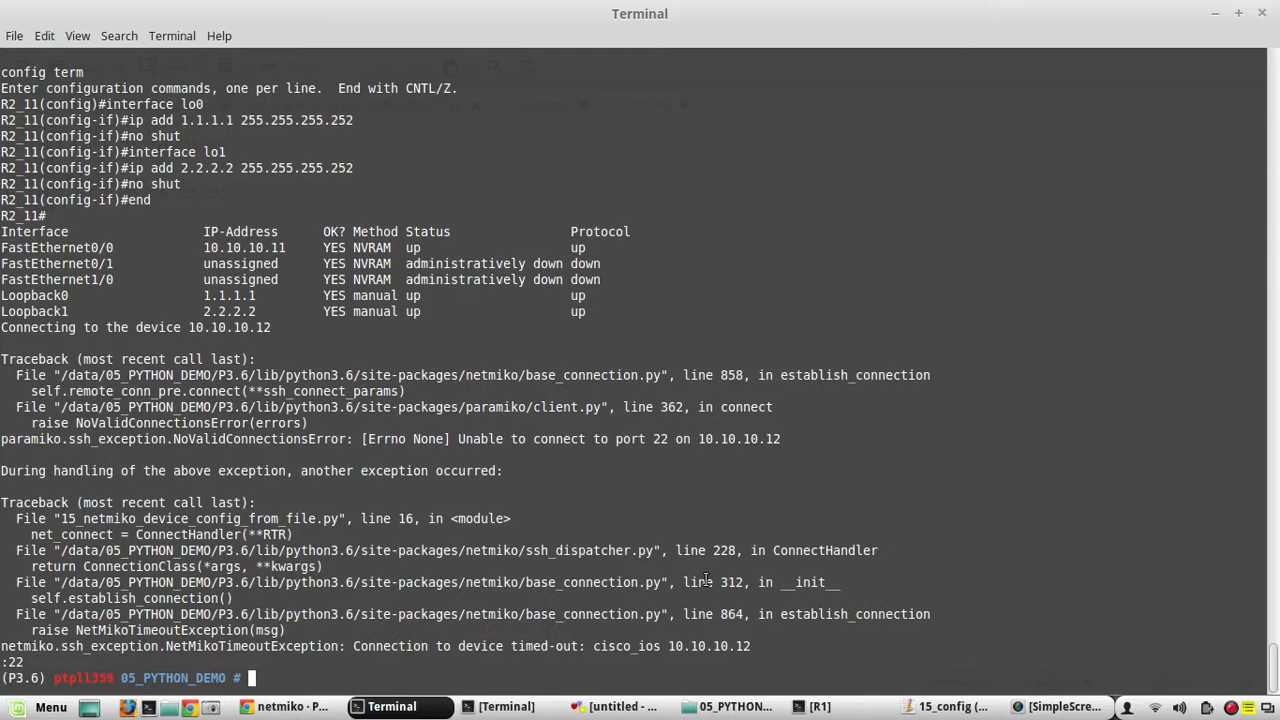 Terminal
File Edit View Search Terminal Help
config term
Enter configuration commands, one per line.  End with CNTL/Z.
R2_11(config)#interface lo0
R2_11(config-if)#ip add 1.1.1.1 255.255.255.252
R2_11(config-if)#no shut
R2_11(config-if)#interface lo1
R2_11(config-if)#ip add 2.2.2.2 255.255.255.252
R2_11(config-if)#no shut
R2_11(config-if)#end
R2_11#
Interface                  IP-Address      OK? Method Status                Protocol
FastEthernet0/0            10.10.10.11     YES NVRAM  up                    up
FastEthernet0/1            unassigned      YES NVRAM  administratively down down
FastEthernet1/0            unassigned      YES NVRAM  administratively down down
Loopback0                  1.1.1.1         YES manual up                    up
Loopback1                  2.2.2.2         YES manual up                    up
Connecting to the device 10.10.10.12
Traceback (most recent call last):
  File "/data/05_PYTHON_DEMO/P3.6/lib/python3.6/site-packages/netmiko/base_connection.py", line 858, in establish_connection
    self.remote_conn_pre.connect(**ssh_connect_params)
  File "/data/05_PYTHON_DEMO/P3.6/lib/python3.6/site-packages/paramiko/client.py", line 362, in connect
    raise NoValidConnectionsError(errors)
paramiko.ssh_exception.NoValidConnectionsError: [Errno None] Unable to connect to port 22 on 10.10.10.12
During handling of the above exception, another exception occurred:
Traceback (most recent call last):
  File "15_netmiko_device_config_from_file.py", line 16, in <module>
    net_connect = ConnectHandler(**RTR)
  File "/data/05_PYTHON_DEMO/P3.6/lib/python3.6/site-packages/netmiko/ssh_dispatcher.py", line 228, in ConnectHandler
    return ConnectionClass(*args, **kwargs)
  File "/data/05_PYTHON_DEMO/P3.6/lib/python3.6/site-packages/netmiko/base_connection.py", line 312, in __init__
    self.establish_connection()
  File "/data/05_PYTHON_DEMO/P3.6/lib/python3.6/site-packages/netmiko/base_connection.py", line 864, in establish_connection
    raise NetMikoTimeoutException(msg)
netmiko.ssh_exception.NetMikoTimeoutException: Connection to device timed-out: cisco_ios 10.10.10.12
:22
(P3.6) ptpll359 05_PYTHON_DEMO #
Menu netmiko · P... Terminal [Terminal] [untitled - ... 05_PYTHON... [R1] 15_config (... [SimpleScre...